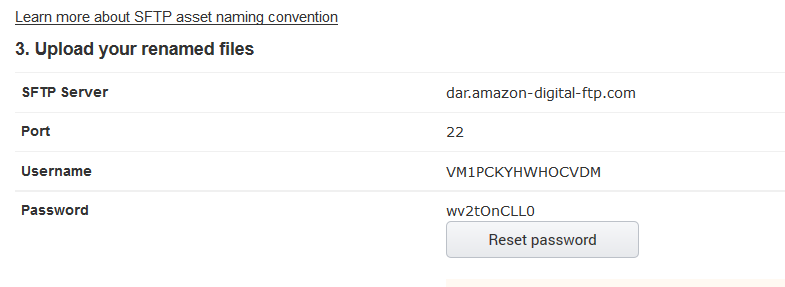 Learn more about SFTP asset naming convention
3. Upload your renamed files
SFTP Server dar.amazon-digital-ftp.com
Port 22
Username VM1PCKYHWHOCVDM
Password wv2tOnCLL0
Reset password